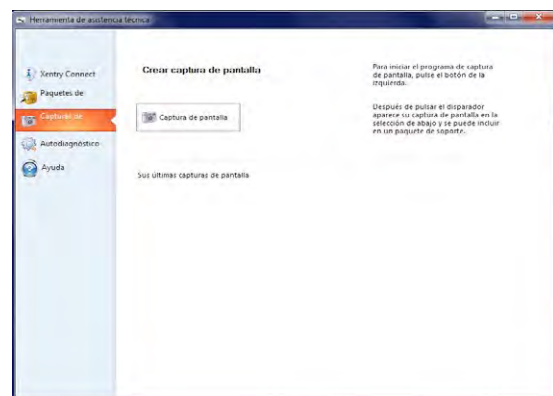 Herramienta de asistencia técnica
Xentry Connect
Paquetes de
Capturas de
Autodiagnóstico
Ayuda
Crear captura de pantalla
Captura de pantalla
Sus últimas capturas de pantalla
Para iniciar el programa de captura
de pantalla, pulse el botón de la
izquierda.
Después de pulsar el disparador
aparece su captura de pantalla en la
selección de abajo y se puede incluir
en un paquete de soporte.